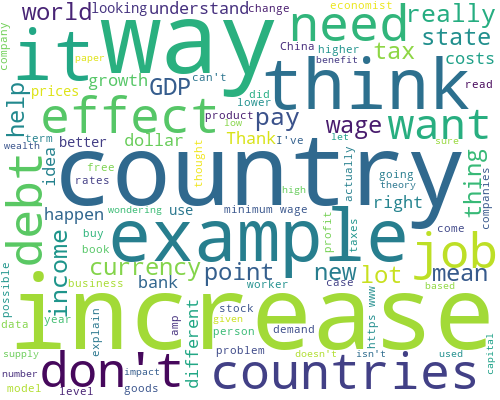 company
world
looking
understand
change
economist
really
way
need
it
China
higher
benefit
state
think
paper
can't
tax
costs
prices
growth
GDP
did
lower
product
read
help
effect
pay
wage
want
dollar
low
Thank
I've
let
sure
term
better
wealth
idea
free
rates
thought
country
actually
going
theory
companies
thing
debt
wondering
high
happen
buy
use
minimum wage
right
book
example
profit
taxes
come
job
income
currency
point
new
lot
mean
possible
business
bank
worker
case
based
increase
data
year
explain
amp
different
stock
person
given
demand
https
www
doesn't
isn't
used
capital
supply
problem
number
impact
model
level
goods
don't
countries